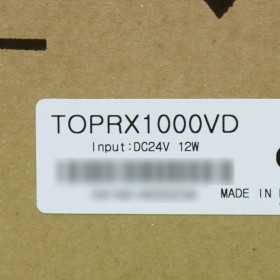 TOPRX1000VD
Input:DC24V 12W
MADE IN